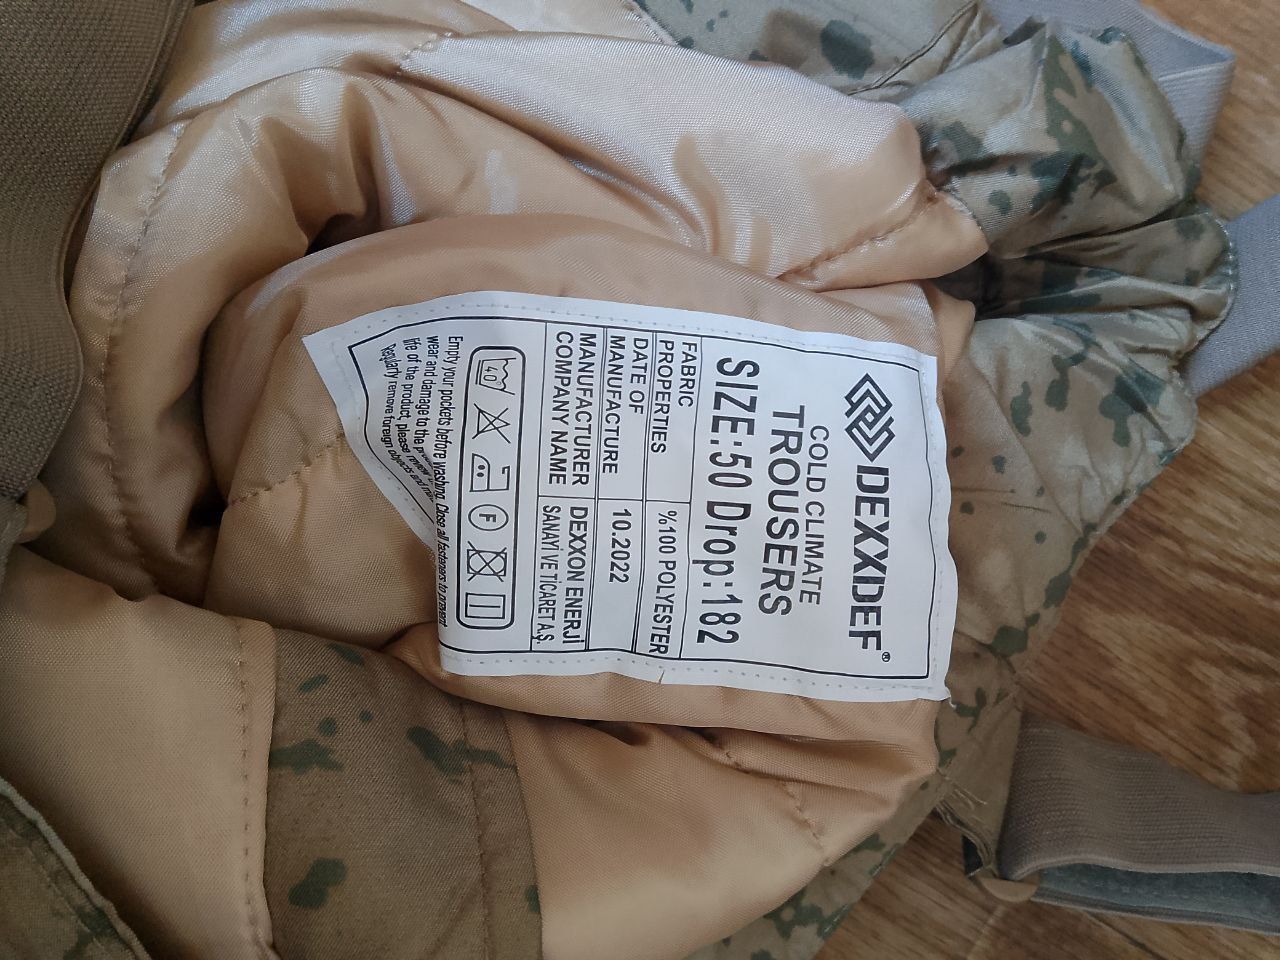 DEXXDEF®
COLD CLIMATE
TROUSERS
SIZE:50 Drop:182
FABRIC PROPERTIES %100 POLYESTER
DATE OF MANUFACTURE 10.2022
MANUFACTURER COMPANY NAME DEXXON ENERJİ SANAYİ VE TİCARET A.Ş.
40
F
Empty your pockets before washing. Close all fasteners to prevent
wear and damage to the
life of the product, please
Regularly remove foreign objects and